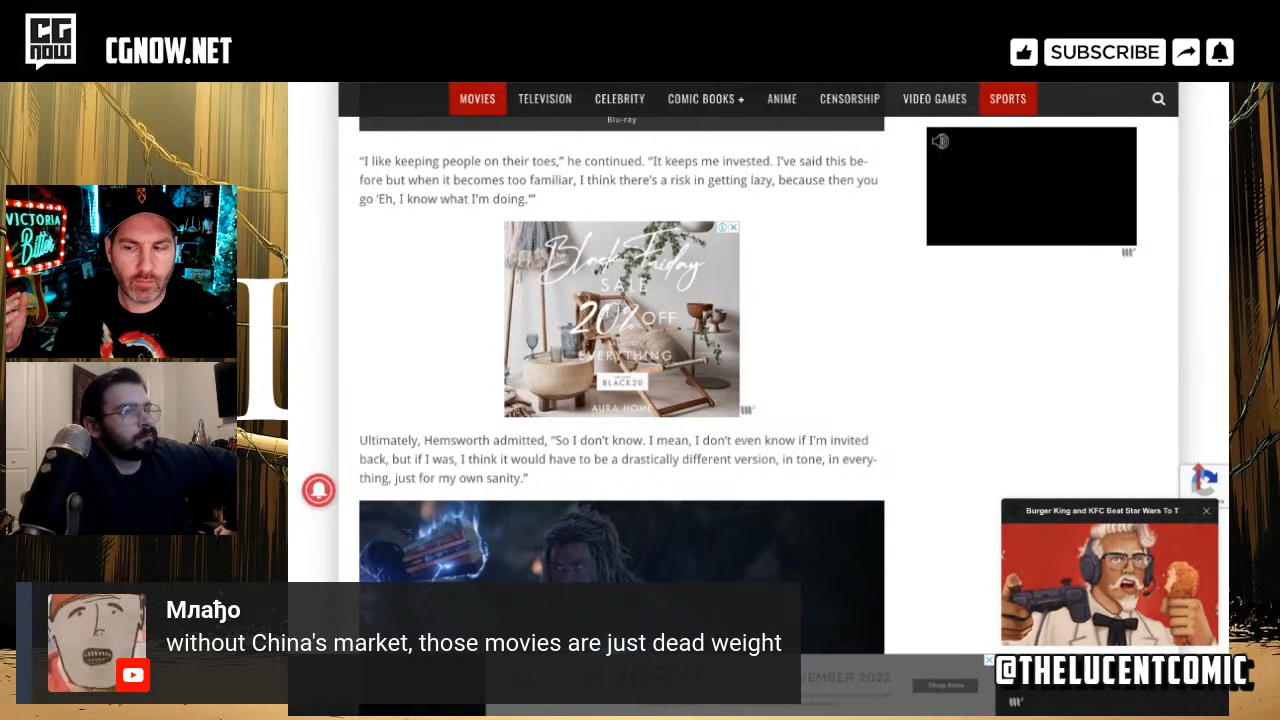 CG
NOW
CGNOW.NET
SUBSCRIBE
MOVIES TELEVISION CELEBRITY COMIC BOOKS + ANIME CENSORSHIP VIDEO GAMES SPORTS
Blu-ray
“I like keeping people on their toes,” he continued. “It keeps me invested. I’ve said this be-
fore but when it becomes too familiar, I think there’s a risk in getting lazy, because then you
go ‘Eh, I know what I’m doing.’”
VICTORIA
Bitter
Black Friday
SALE
20% OFF
EVERYTHING
BLACK20
AURA HOME
Ultimately, Hemsworth admitted, “So I don’t know. I mean, I don’t even know if I’m invited
back, but if I was, I think it would have to be a drastically different version, in tone, in every-
thing, just for my own sanity.”
Burger King and KFC Beat Star Wars To T
Млађо
without China's market, those movies are just dead weight
HURRY!
VEMBER 2022
Shop Now
@THELUCENTCOMIC